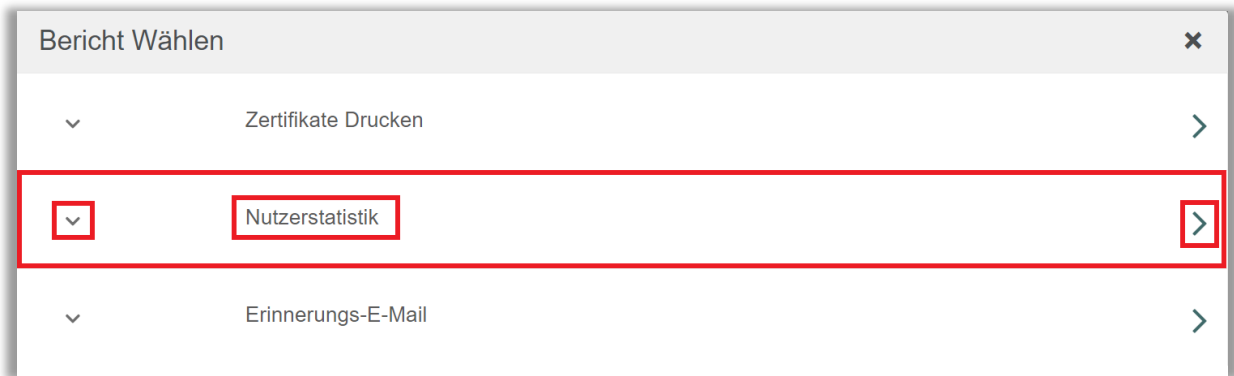 Bericht Wählen
Zertifikate Drucken
Nutzerstatistik
Erinnerungs-E-Mail